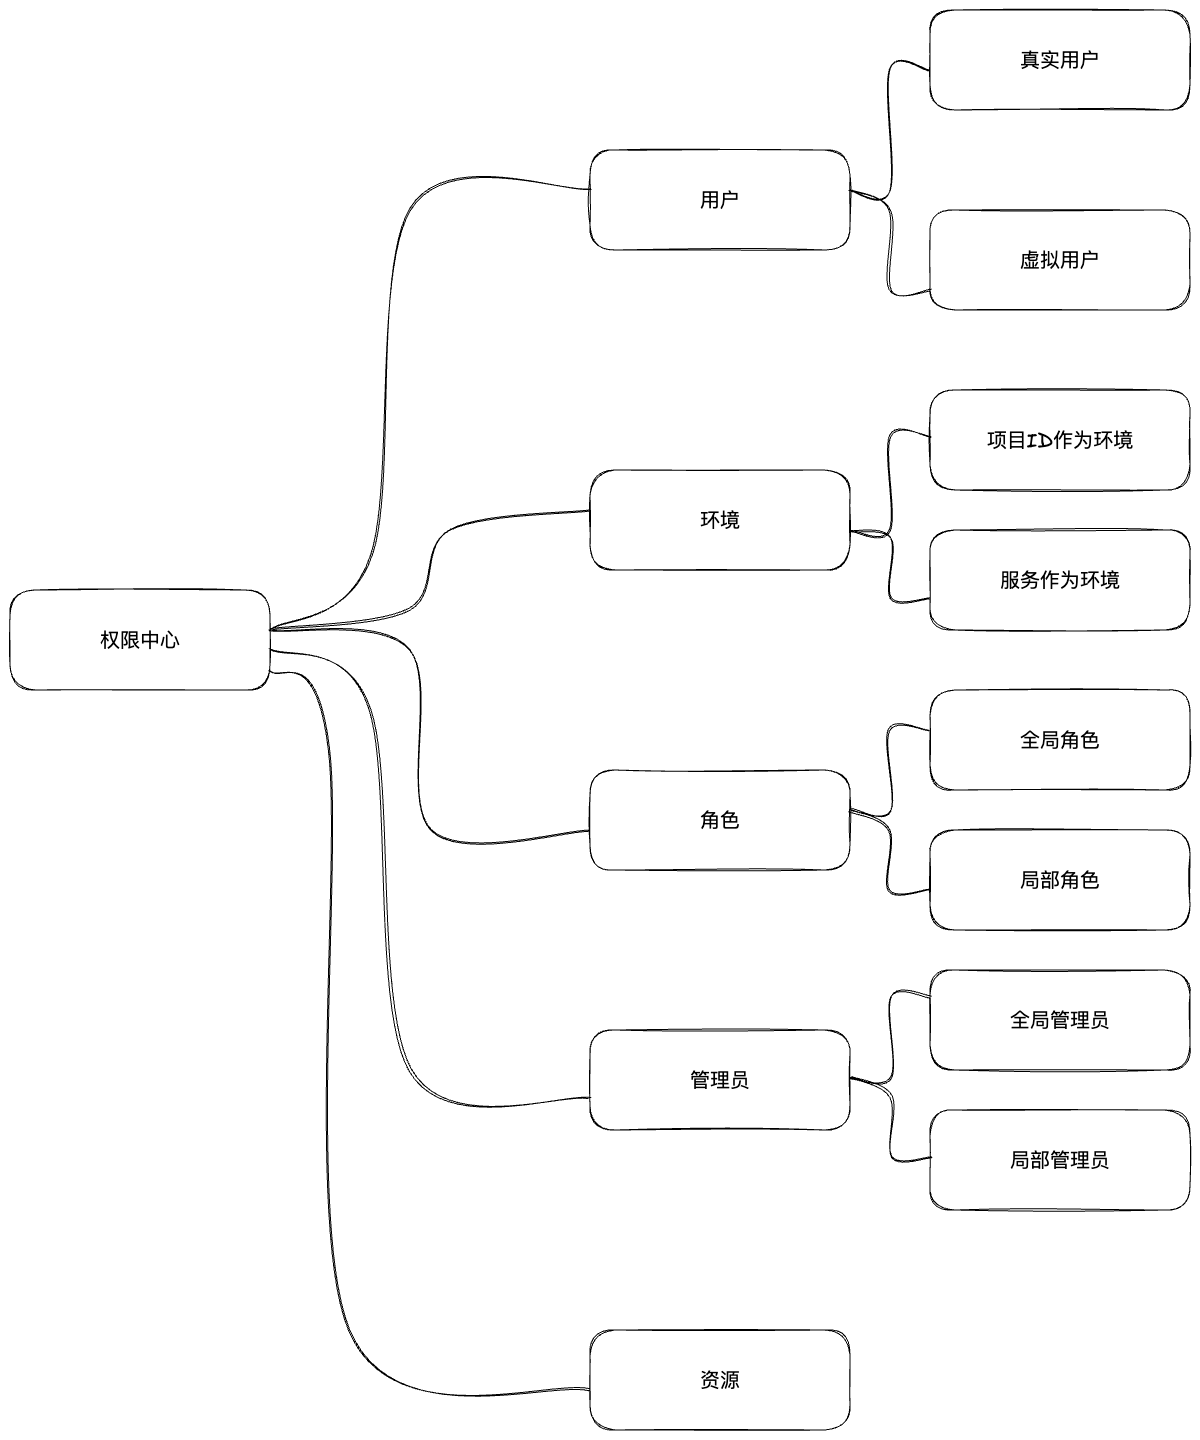 权限中心
用户
真实用户
虚拟用户
环境
项目ID作为环境
服务作为环境
角色
全局角色
局部角色
管理员
全局管理员
局部管理员
资源